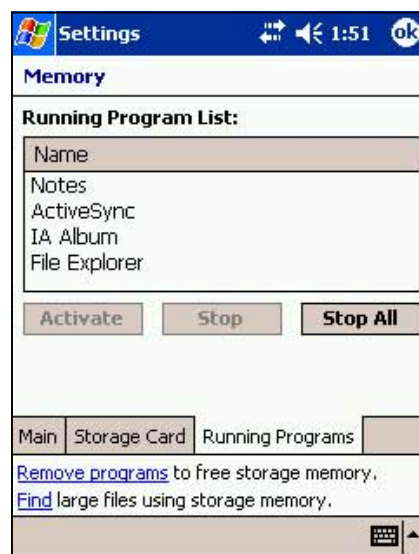 Settings 1:51 ok
Memory
Running Program List:
Name
Notes
ActiveSync
IA Album
File Explorer
Activate Stop Stop All
Main Storage Card Running Programs
Remove programs to free storage memory.
Find large files using storage memory.